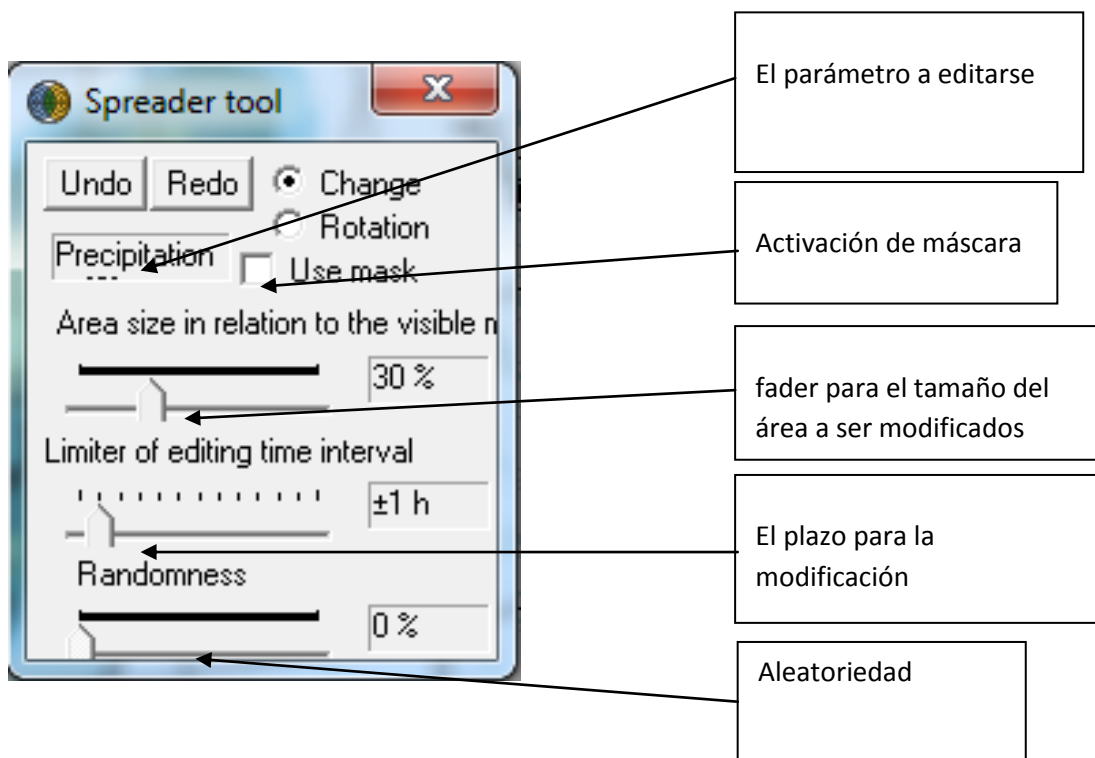 Spreader tool
Undo Redo Change
Rotation
Precipitation
Use mask
Area size in relation to the visible
30 %
Limiter of editing time interval
±1 h
Randomness
0 %
El parámetro a editarse
Activación de máscara
fader para el tamaño del
área a ser modificados
El plazo para la
modificación
Aleatoriedad